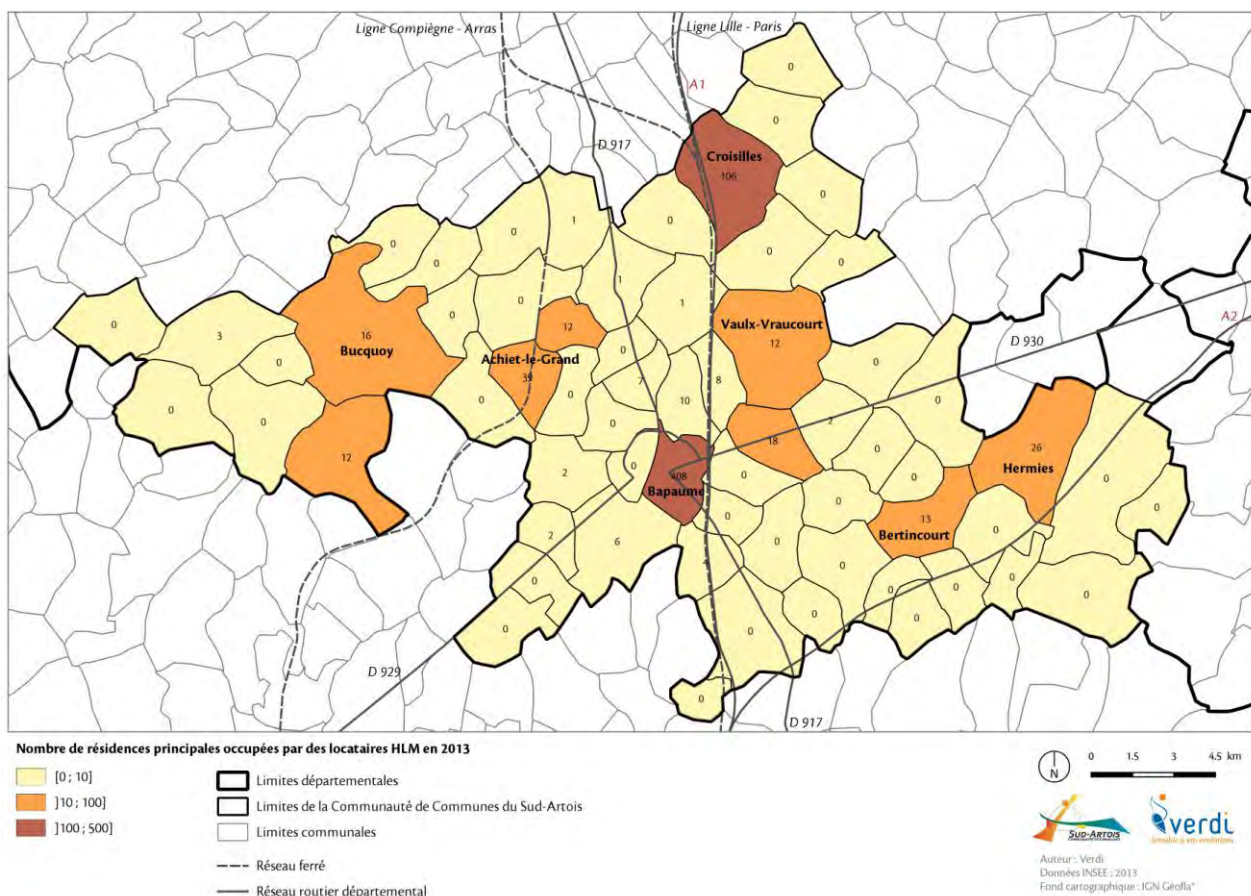 Ligne Compiègne - Arras
Ligne Lille - Paris
0
A1
0
D 917
Croisilles
106
0
1
0
0
0
0
0
0
0
1
0
1
A2
0
3
16
Bucquoy
0
12
Vaulx-Vraucourt
12
D 930
0
Achiet-le-Grand
39
0
7
8
0
0
0
0
0
0
10
2
0
0
12
18
0
26
Hermies
0
2
0
408
Bapaume
0
0
0
0
13
Bertincourt
0
0
2
6
0
0
0
4
0
0
0
0
0
0
0
0
0
0
D 929
0
D 917
Nombre de résidences principales occupées par des locataires HLM en 2013
[0 ; 10]
]10 ; 100]
]100 ; 500]
Limites départementales
Limites de la Communauté de Communes du Sud-Artois
Limites communales
Réseau ferré
Réseau routier départemental
N
0 1.5 3 4.5 km
SUD-ARTOIS
verdi
Auteur : Verdi
Données INSEE : 2013
Fond cartographique : IGN Géofla®